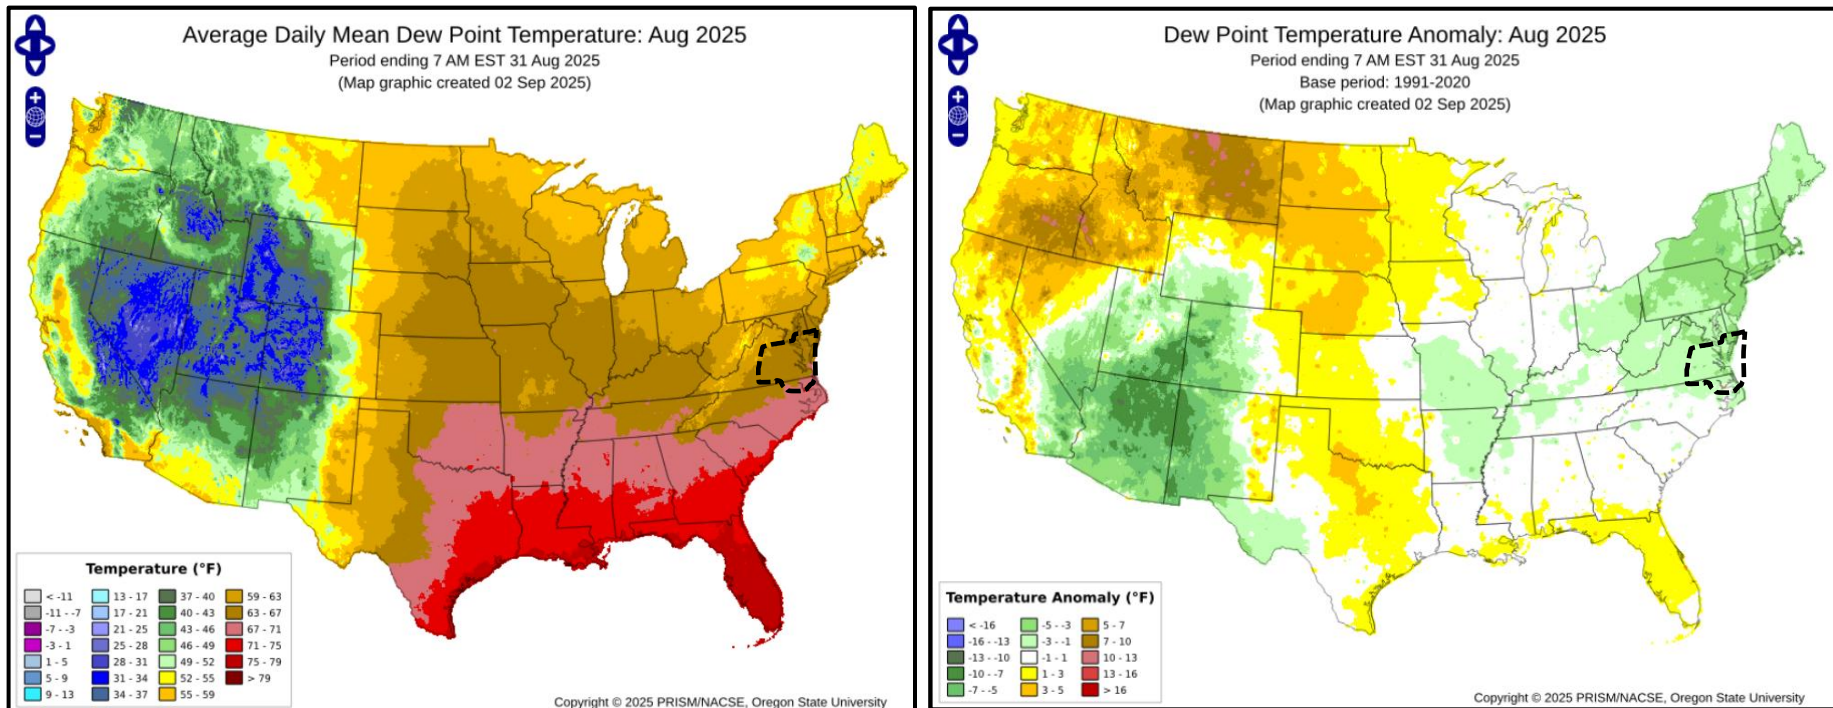 Average Daily Mean Dew Point Temperature: Aug 2025
Period ending 7 AM EST 31 Aug 2025
(Map graphic created 02 Sep 2025)
+
−
Temperature (°F)
< -11
-11 - -7
-7 - -3
-3 - 1
1 - 5
5 - 9
9 - 13
13 - 17
17 - 21
21 - 25
25 - 28
28 - 31
31 - 34
34 - 37
37 - 40
40 - 43
43 - 46
46 - 49
49 - 52
52 - 55
55 - 59
59 - 63
63 - 67
67 - 71
71 - 75
75 - 79
> 79
Copyright © 2025 PRISM/NACSE, Oregon State University
Dew Point Temperature Anomaly: Aug 2025
Period ending 7 AM EST 31 Aug 2025
Base period: 1991-2020
(Map graphic created 02 Sep 2025)
+
−
Temperature Anomaly (°F)
< -16
-16 - -13
-13 - -10
-10 - -7
-7 - -5
-5 - -3
-3 - -1
-1 - 1
1 - 3
3 - 5
5 - 7
7 - 10
10 - 13
13 - 16
> 16
Copyright © 2025 PRISM/NACSE, Oregon State University